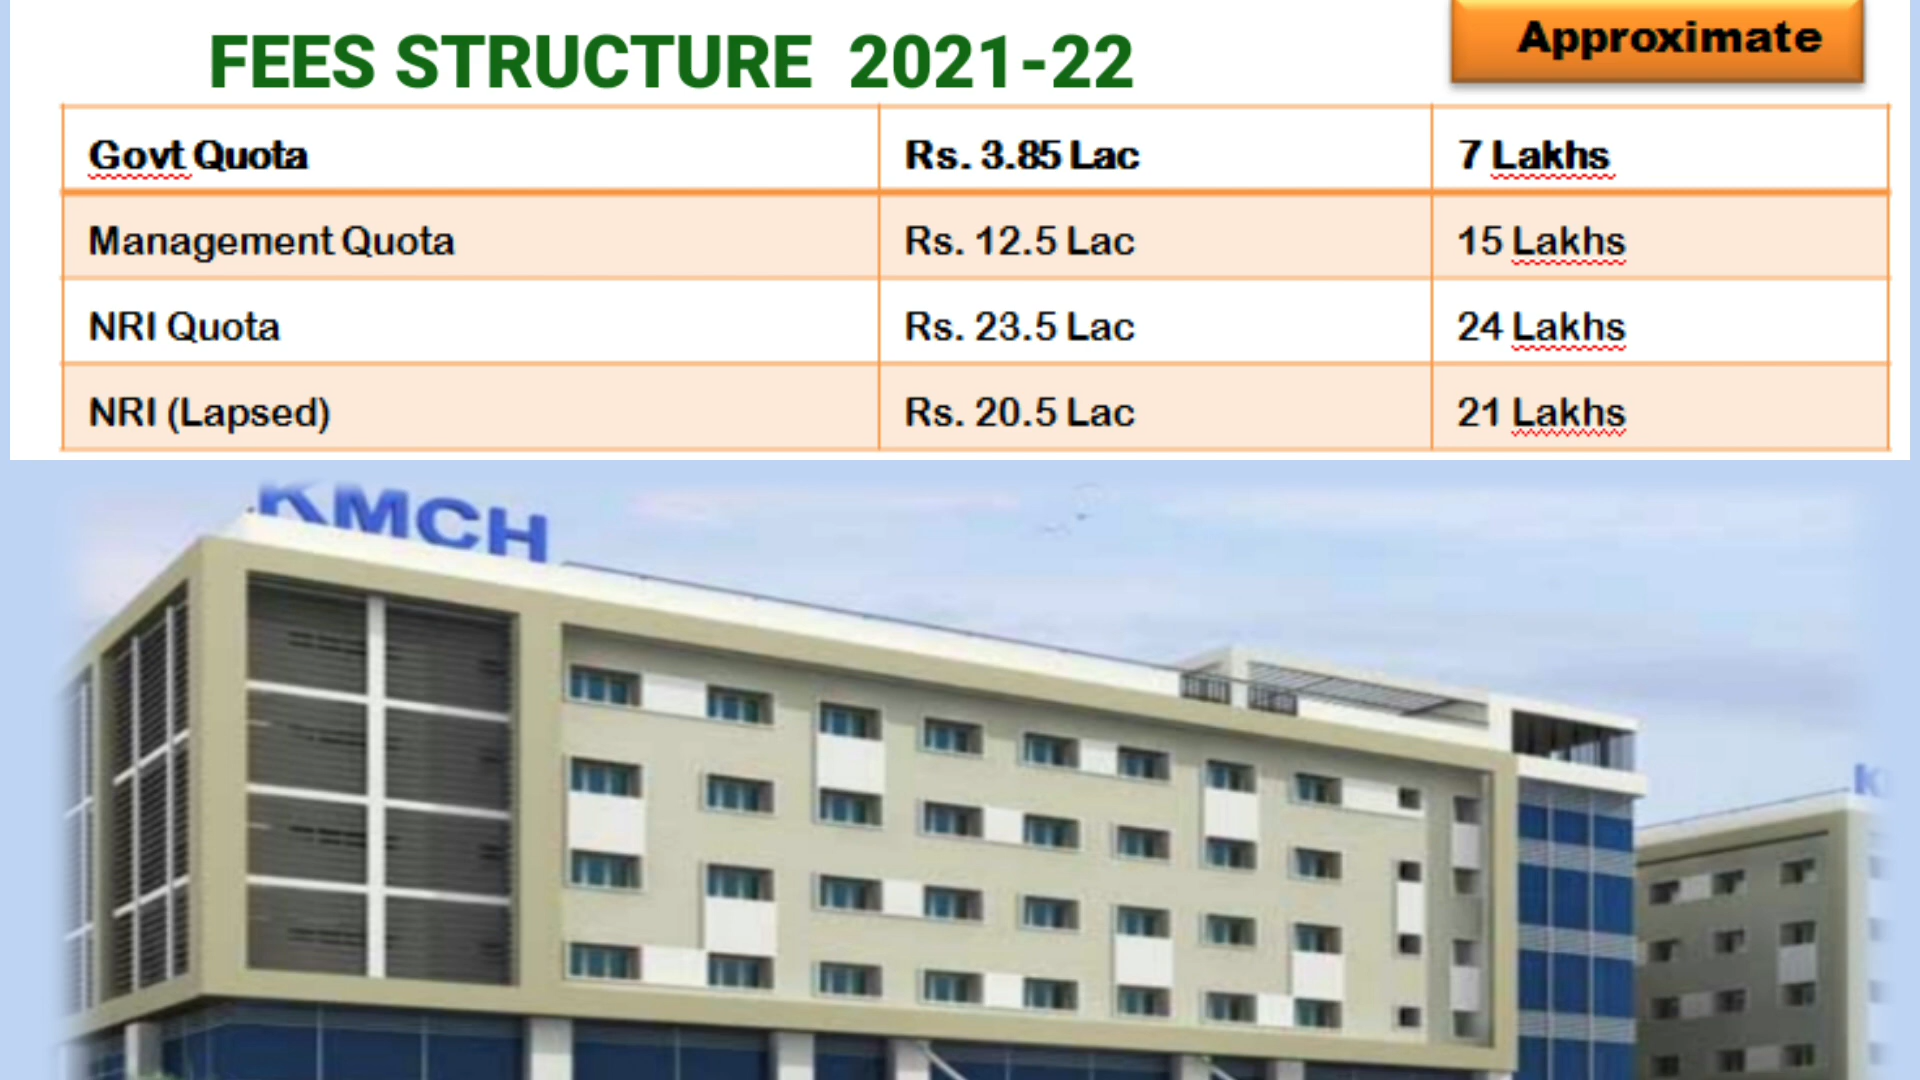 FEES STRUCTURE 2021-22
Approximate
Govt Quota Rs. 3.85 Lac 7 Lakhs
Management Quota Rs. 12.5 Lac 15 Lakhs
NRI Quota Rs. 23.5 Lac 24 Lakhs
NRI (Lapsed) Rs. 20.5 Lac 21 Lakhs
KMCH